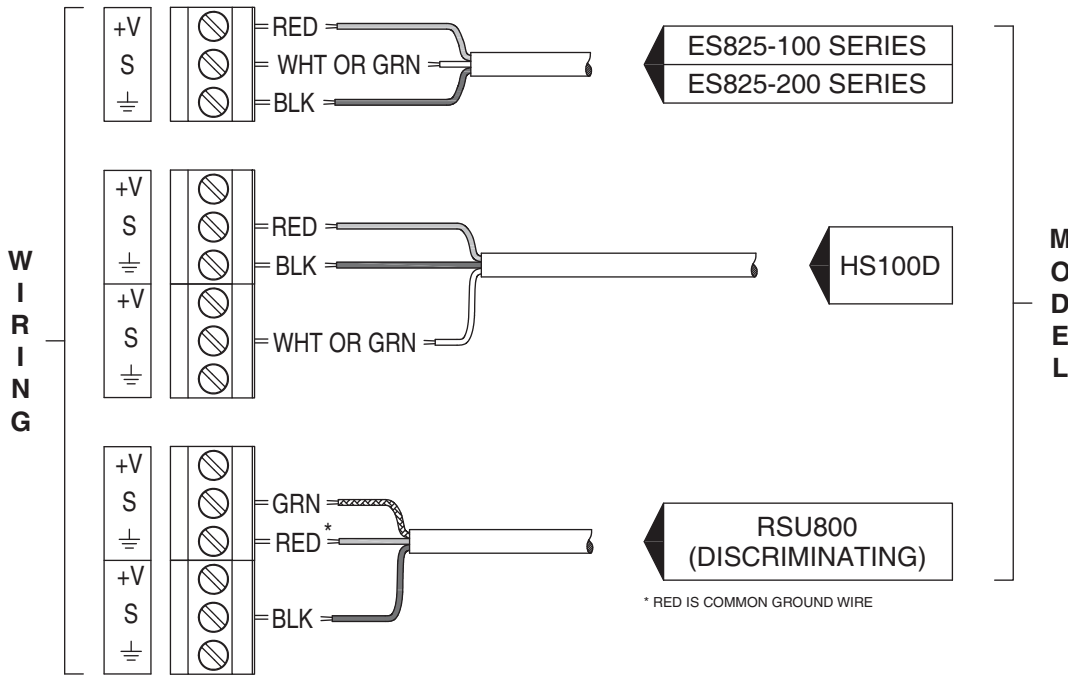 WIRING
MODEL
+V
RED
S
WHT OR GRN
⏚
BLK
ES825-100 SERIES
ES825-200 SERIES
+V
S
RED
⏚
BLK
+V
S
WHT OR GRN
⏚
HS100D
+V
S
GRN
⏚
RED*
+V
S
BLK
⏚
RSU800
(DISCRIMINATING)
* RED IS COMMON GROUND WIRE